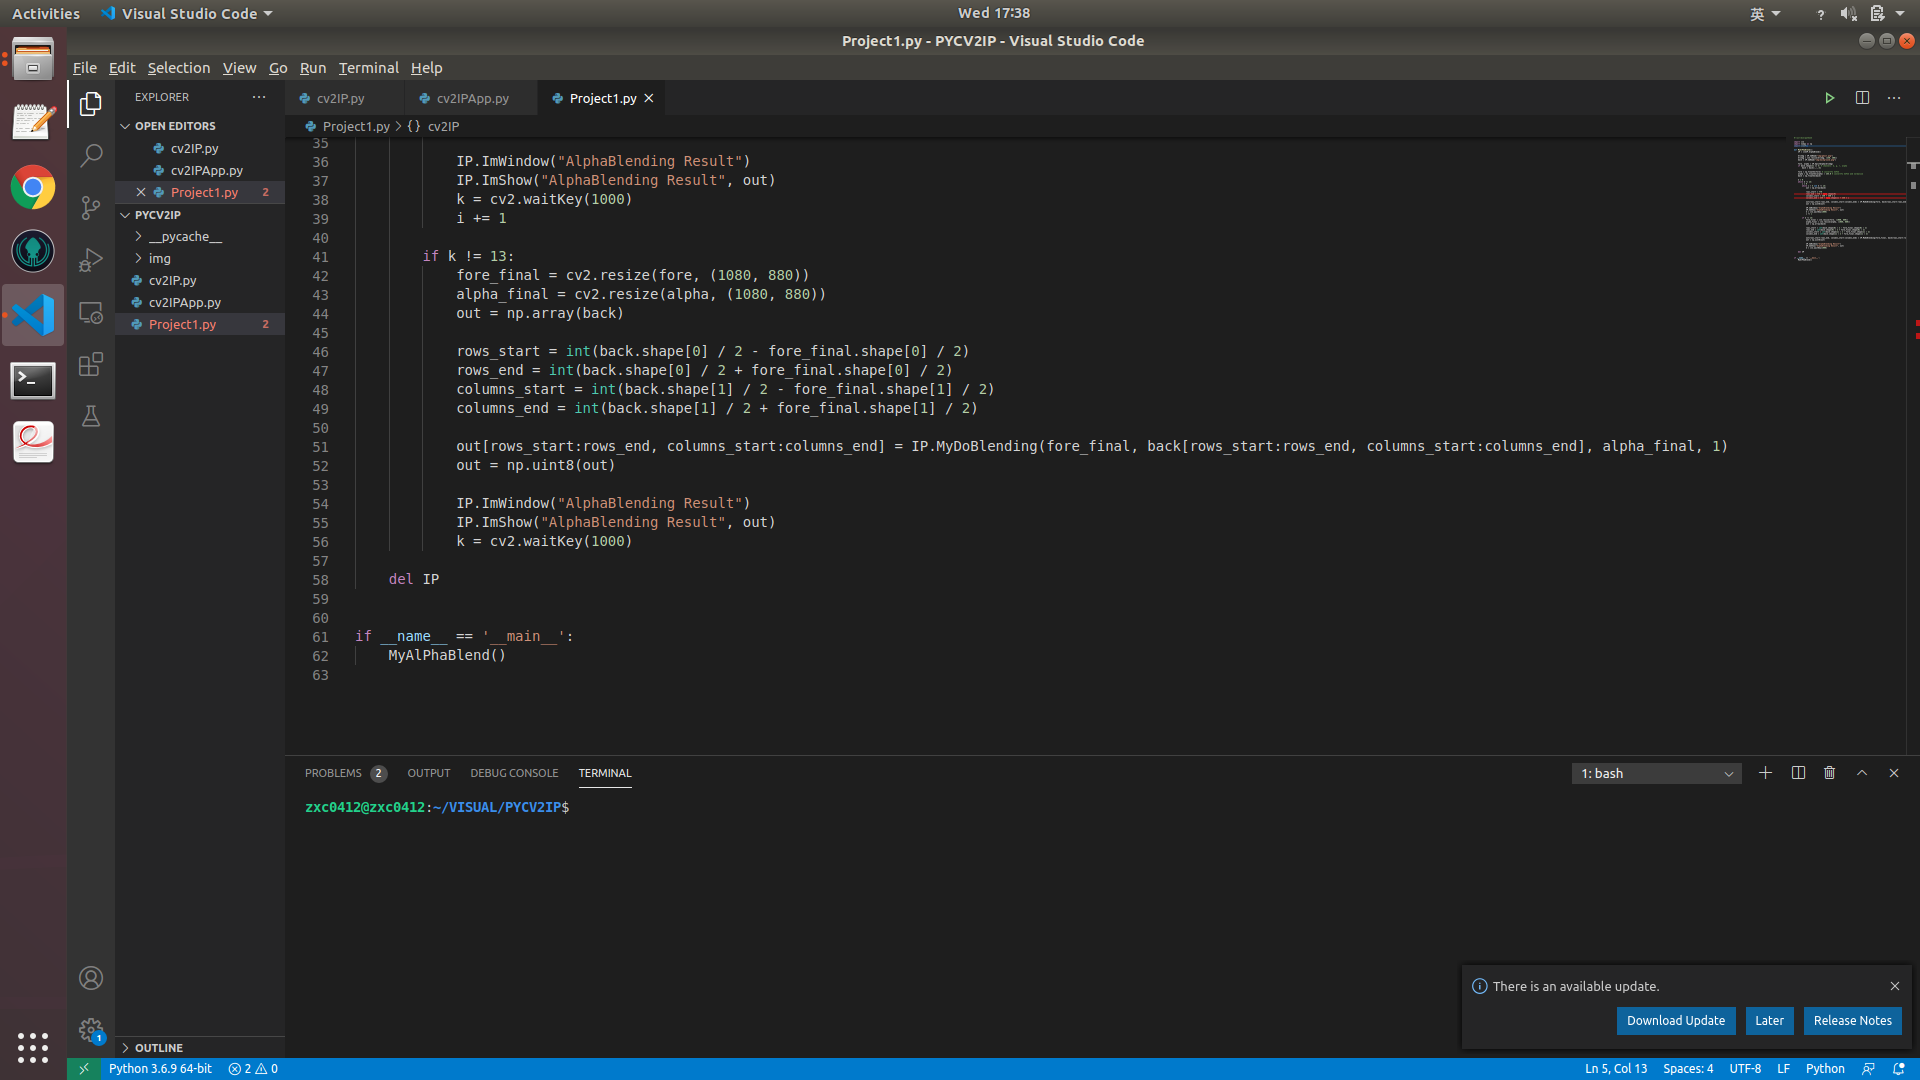 Activities
Visual Studio Code
Wed 17:38
英
Project1.py - PYCV2IP - Visual Studio Code
File Edit Selection View Go Run Terminal Help
EXPLORER
OPEN EDITORS
cv2IP.py
cv2IPApp.py
Project1.py 2
PYCV2IP
__pycache__
img
cv2IP.py
cv2IPApp.py
Project1.py 2
OUTLINE
cv2IP.py
cv2IPApp.py
Project1.py
Project1.py > {} cv2IP
35
36 IP.ImWindow("AlphaBlending Result")
37 IP.ImShow("AlphaBlending Result", out)
38 k = cv2.waitKey(1000)
39 i += 1
40
41 if k != 13:
42 fore_final = cv2.resize(fore, (1080, 880))
43 alpha_final = cv2.resize(alpha, (1080, 880))
44 out = np.array(back)
45
46 rows_start = int(back.shape[0] / 2 - fore_final.shape[0] / 2)
47 rows_end = int(back.shape[0] / 2 + fore_final.shape[0] / 2)
48 columns_start = int(back.shape[1] / 2 - fore_final.shape[1] / 2)
49 columns_end = int(back.shape[1] / 2 + fore_final.shape[1] / 2)
50
51 out[rows_start:rows_end, columns_start:columns_end] = IP.MyDoBlending(fore_final, back[rows_start:rows_end, columns_start:columns_end], alpha_final, 1)
52 out = np.uint8(out)
53
54 IP.ImWindow("AlphaBlending Result")
55 IP.ImShow("AlphaBlending Result", out)
56 k = cv2.waitKey(1000)
57
58 del IP
59
60
61 if __name__ == '__main__':
62 MyAlPhaBlend()
63
PROBLEMS 2 OUTPUT DEBUG CONSOLE TERMINAL
1: bash
zxc0412@zxc0412:~/VISUAL/PYCV2IP$
There is an available update.
Download Update Later Release Notes
1
Python 3.6.9 64-bit 2 0
Ln 5, Col 13 Spaces: 4 UTF-8 LF Python